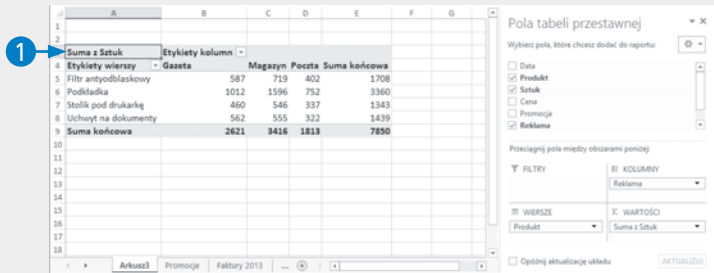 A B C D E F G
1
2
1
3 Suma z Sztuk Etykiety kolumn
4 Etykiety wierszy Gazeta Magazyn Poczta Suma końcowa
5 Filtr antyodblaskowy 587 719 402 1708
6 Podkładka 1012 1596 752 3360
7 Stolik pod drukarkę 460 546 337 1343
8 Uchwyt na dokumenty 562 555 322 1439
9 Suma końcowa 2621 3416 1813 7850
10
11
12
13
14
15
16
17
18
Arkusz3 Promocje Faktury 2013 ...
Pola tabeli przestawnej
Wybierz pola, które chcesz dodać do raportu:
Data
Produkt
Sztuk
Cena
Promocja
Reklama
Przeciągnij pola między obszarami poniżej:
FILTRY
KOLUMNY
Reklama
WIERSZE
Produkt
Σ WARTOŚCI
Suma z Sztuk
Opóźnij aktualizację układu AKTUALIZUJ